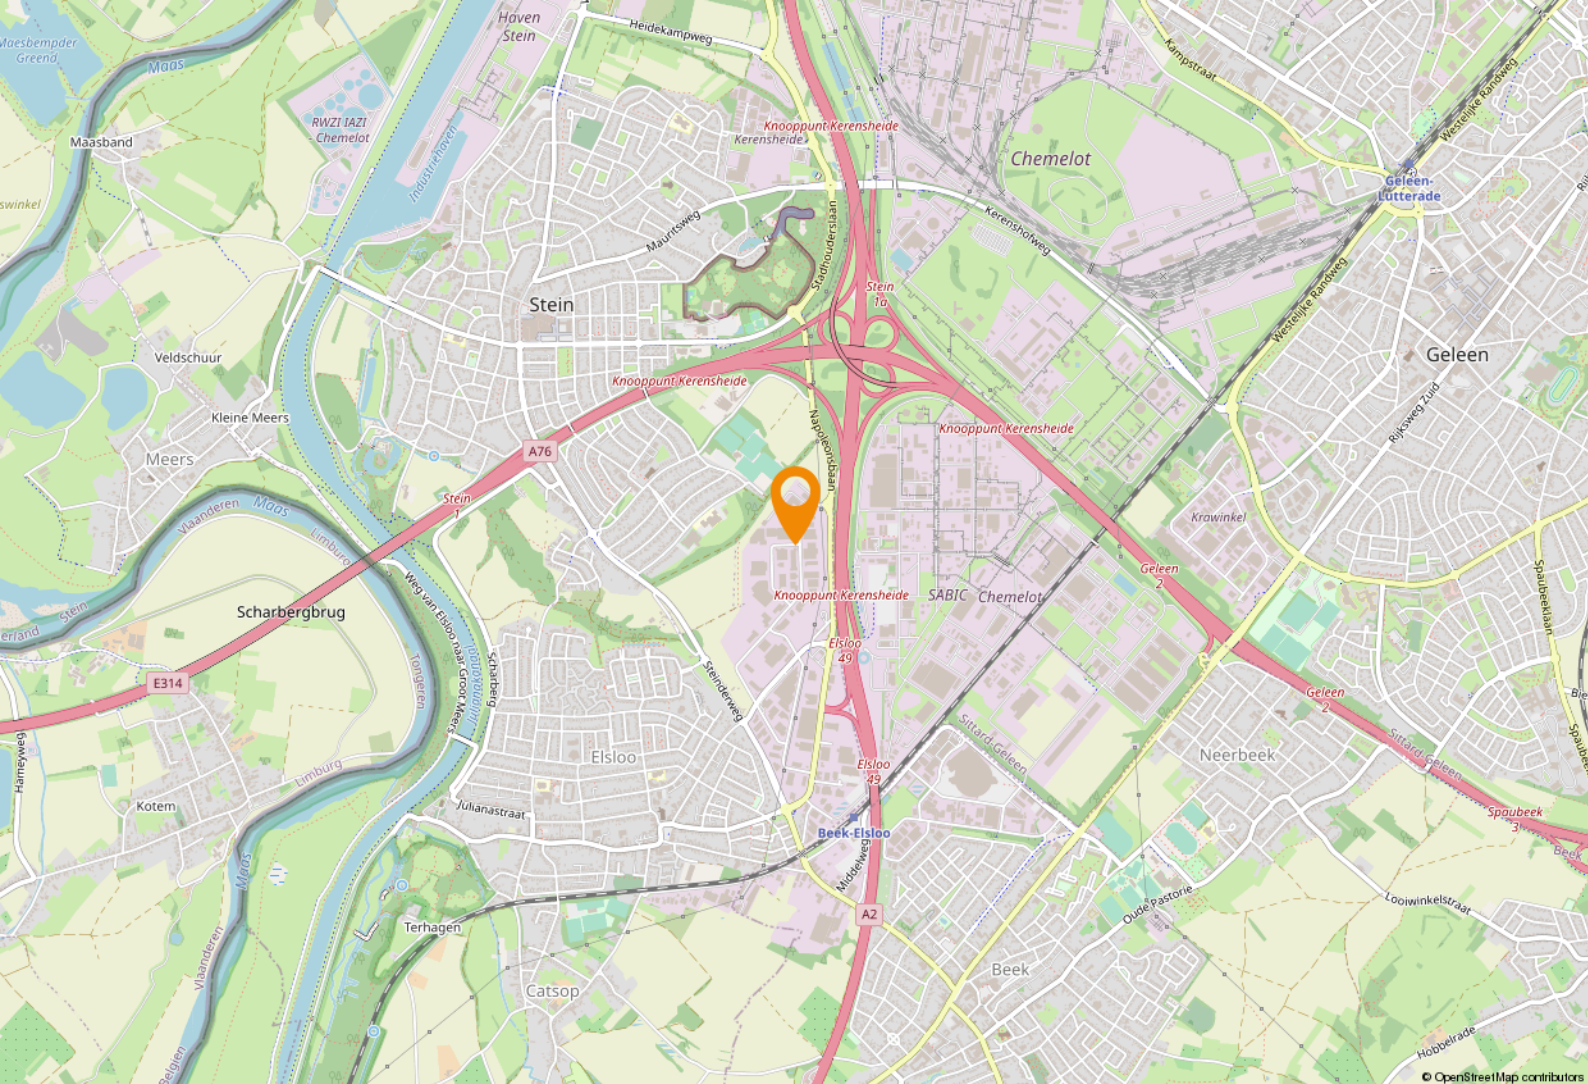 Haven
Stein
Heidekampweg
Maas
Maesbempder
Greend
Kampstraat
Westelijke Randweg
RWZI IAZI
Chemelot
Maasband
Industriehaven
Knooppunt Kerensheide
Kerensheide
Chemelot
Geleen-
Lutterade
swinkel
Mauritsweg
Stadhouderslaan
Kerenshofweg
Westelijke Randweg
Stein
1a
Stein
Veldschuur
Geleen
Knooppunt Kerensheide
Rijksweg Zuid
Kleine Meers
Napoleonsbaan
Knooppunt Kerensheide
A76
Meers
Stein
1
Vlaanderen
Maas
Limburg
Krawinkel
Geleen
2
Spaubeeklaan
Knooppunt Kerensheide
SABIC
Chemelot
Stein
erland
Scharbergbrug
Weg van Elsloo naar Groot Meers
Julianakanaal
Scharberg
Tongeren
Elsloo
49
Steinderweg
E314
Geleen
2
Hameyweg
Sittard-Geleen
Sittard-Geleen
Neerbeek
Elsloo
Elsloo
49
Limburg
Kotem
Julianastraat
Beek-Elsloo
Spaubeek
3
Beek
Maas
Middelweg
Oude Pastorie
Looiwinkelstraat
A2
Terhagen
Vlaanderen
Beek
Catsop
Hobbelrade
Belgien
© OpenStreetMap contributors